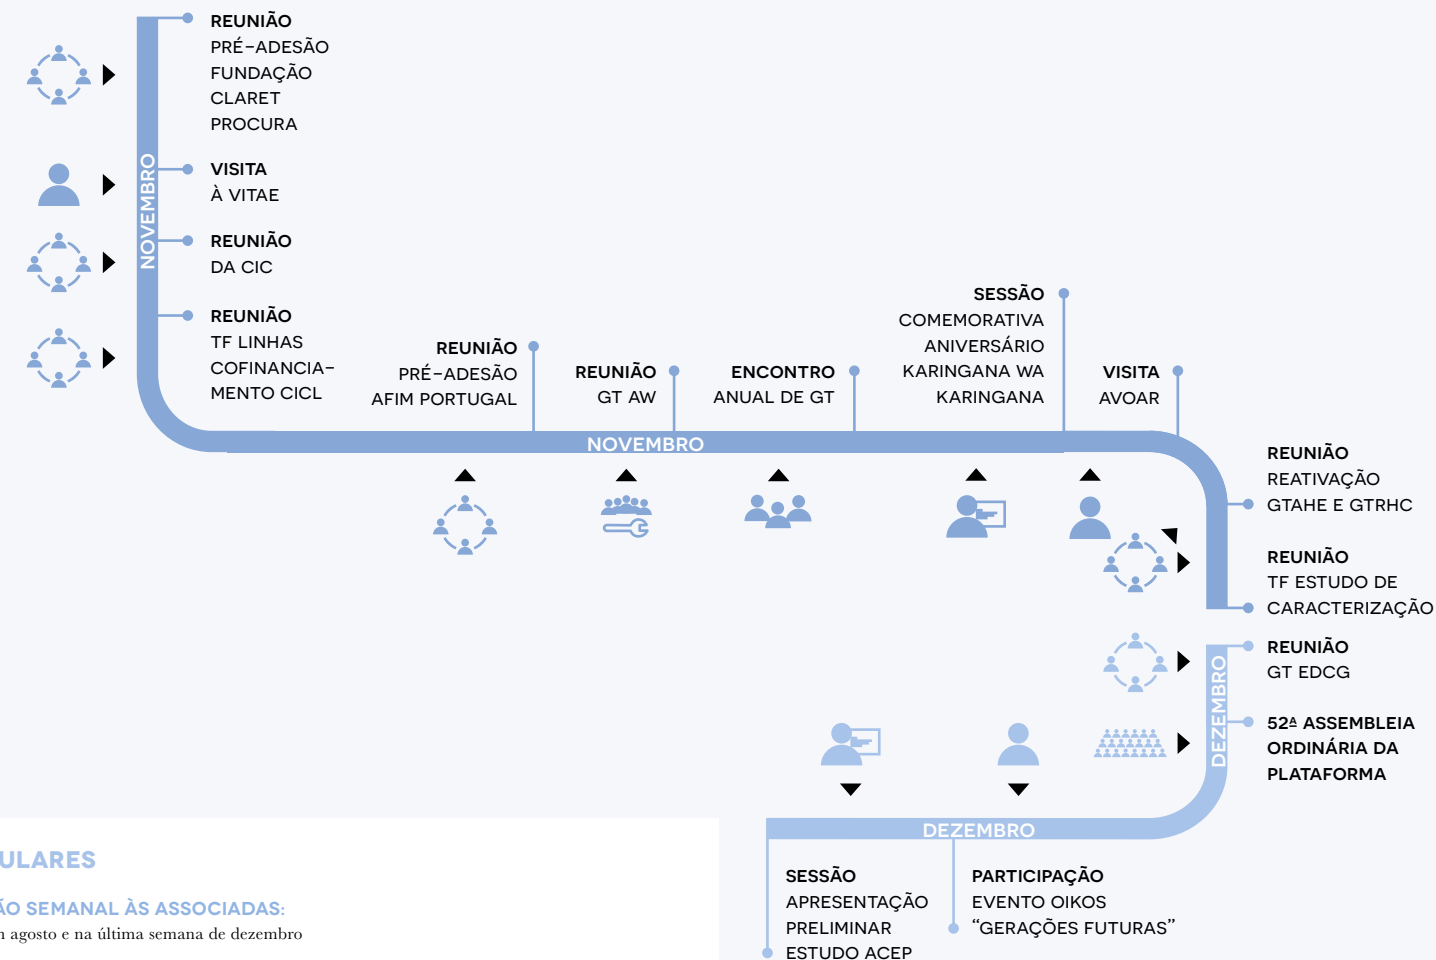 REUNIÃO
PRÉ-ADESÃO
FUNDAÇÃO
CLARET
PROCURA
VISITA
À VITAE
NOVEMBRO
REUNIÃO
DA CIC
REUNIÃO
TF LINHAS
COFINANCIA-
MENTO CICL
REUNIÃO
PRÉ-ADESÃO
AFIM PORTUGAL
REUNIÃO
GT AW
ENCONTRO
ANUAL DE GT
SESSÃO
COMEMORATIVA
ANIVERSÁRIO
KARINGANA WA
KARINGANA
VISITA
AVOAR
NOVEMBRO
REUNIÃO
REATIVAÇÃO
GTAHE E GTRHC
REUNIÃO
TF ESTUDO DE
CARACTERIZAÇÃO
REUNIÃO
GT EDCG
DEZEMBRO
52ª ASSEMBLEIA
ORDINÁRIA DA
PLATAFORMA
DEZEMBRO
PARTICIPAÇÃO
EVENTO OIKOS
“GERAÇÕES FUTURAS”
SESSÃO
APRESENTAÇÃO
PRELIMINAR
ESTUDO ACEP
ULARES
ÃO SEMANAL ÀS ASSOCIADAS:
agosto e na última semana de dezembro